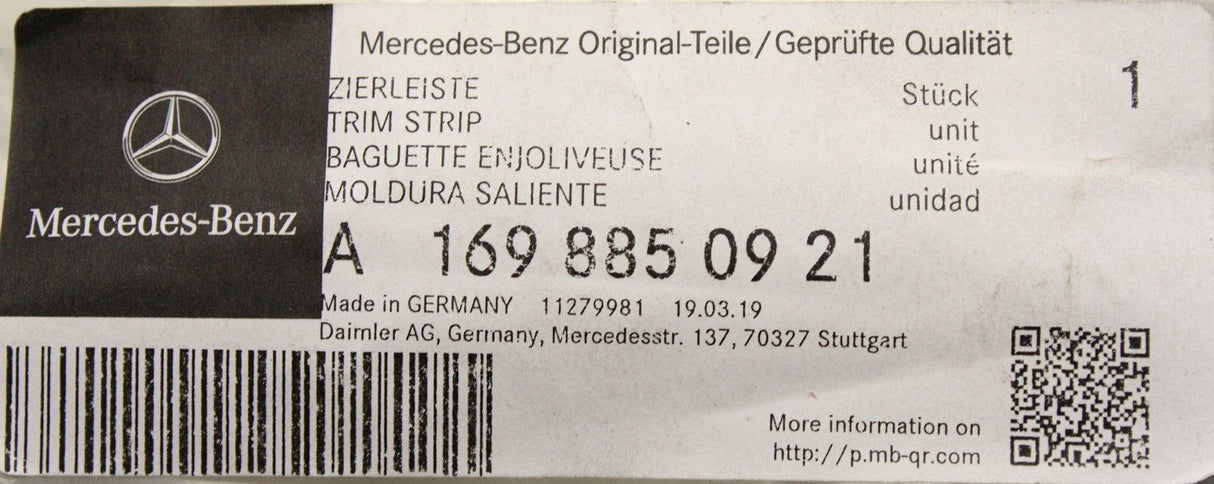 Mercedes-Benz Original-Teile/Geprüfte Qualität
ZIERLEISTE Stück 1
TRIM STRIP unit
BAGUETTE ENJOLIVEUSE unité
MOLDURA SALIENTE unidad
Mercedes-Benz
A 169 885 09 21
Made in GERMANY 11279981 19.03.19
Daimler AG, Germany, Mercedesstr. 137, 70327 Stuttgart
More information on
http://p.mb-qr.com